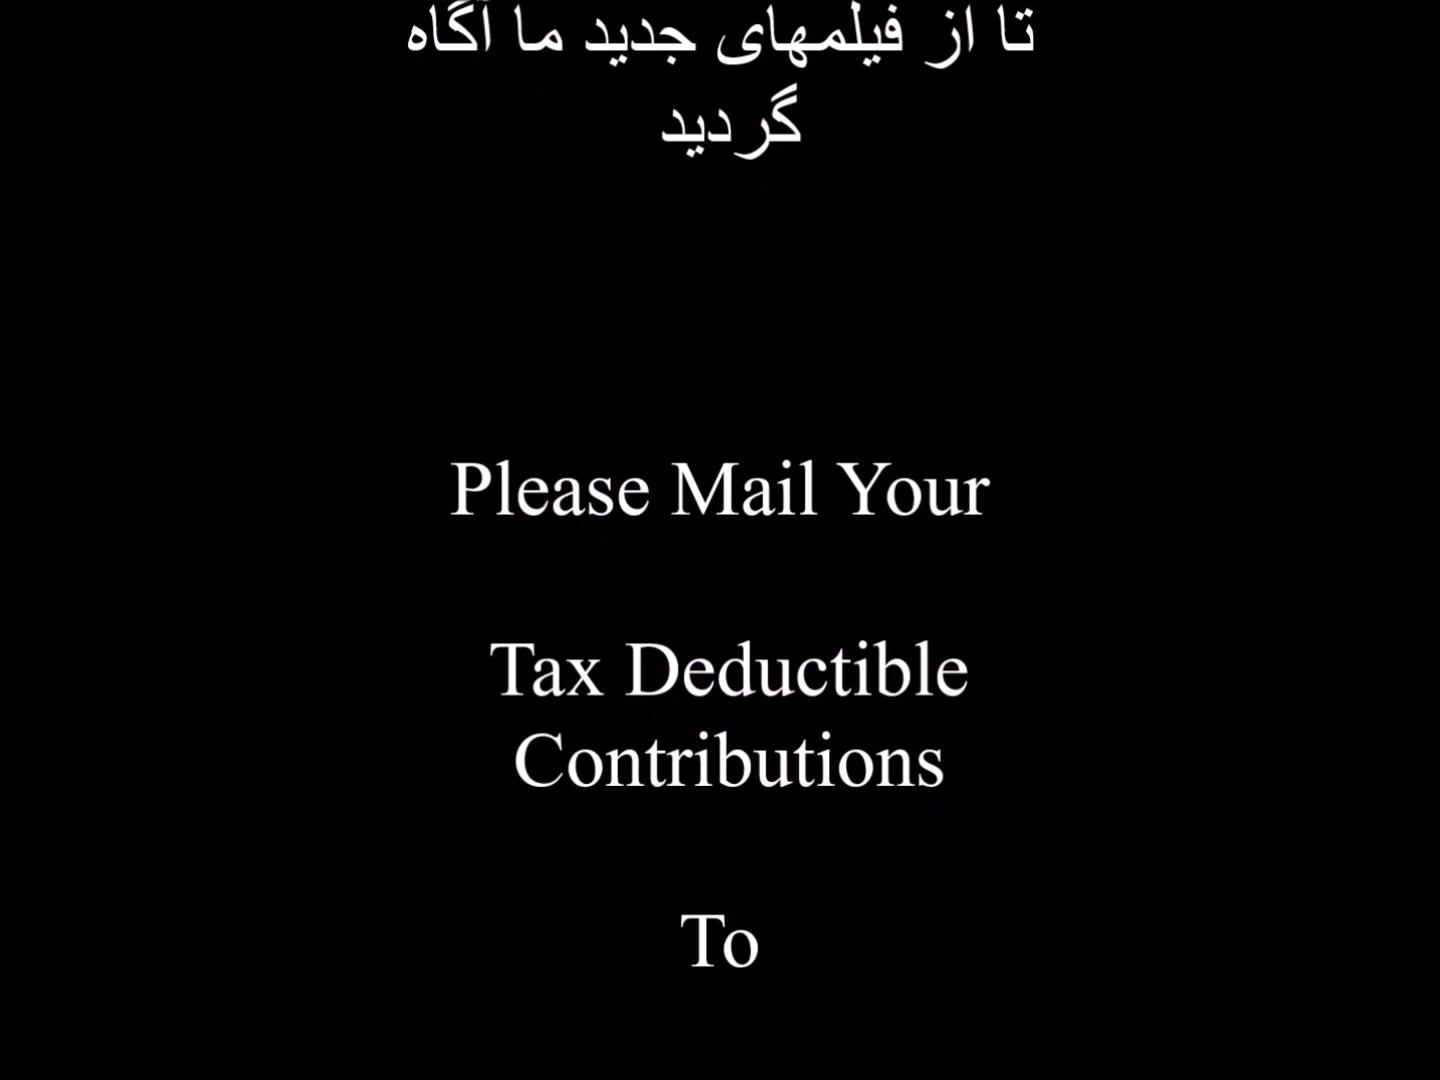 تا از فیلمهای جدید ما آگاه
گردید
Please Mail Your
Tax Deductible
Contributions
To